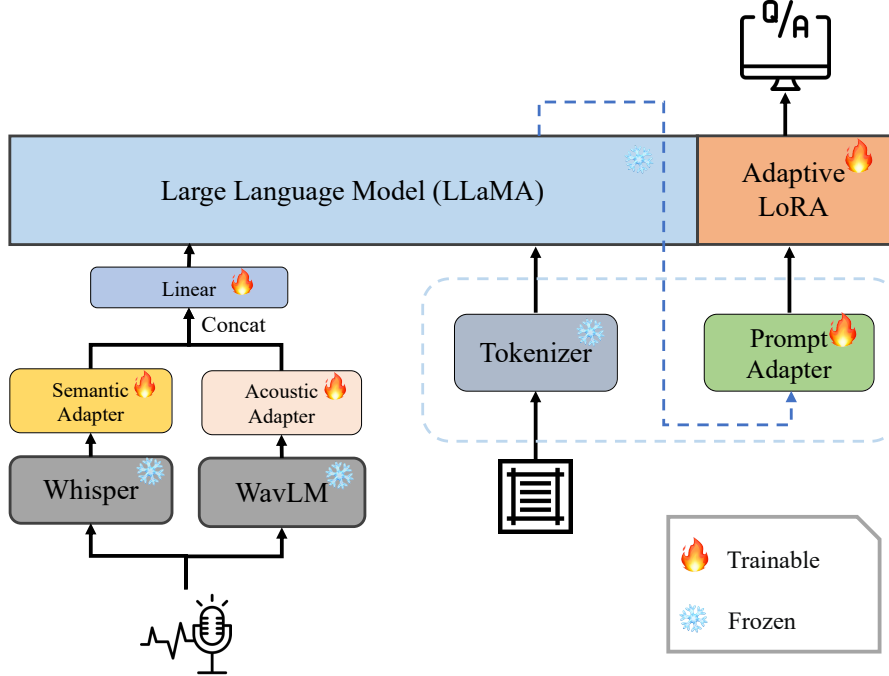 Q/A
Large Language Model (LLaMA)
Adaptive
LoRA
Linear
Concat
Tokenizer
Prompt
Adapter
Semantic
Adapter
Acoustic
Adapter
Whisper
WavLM
Trainable
Frozen